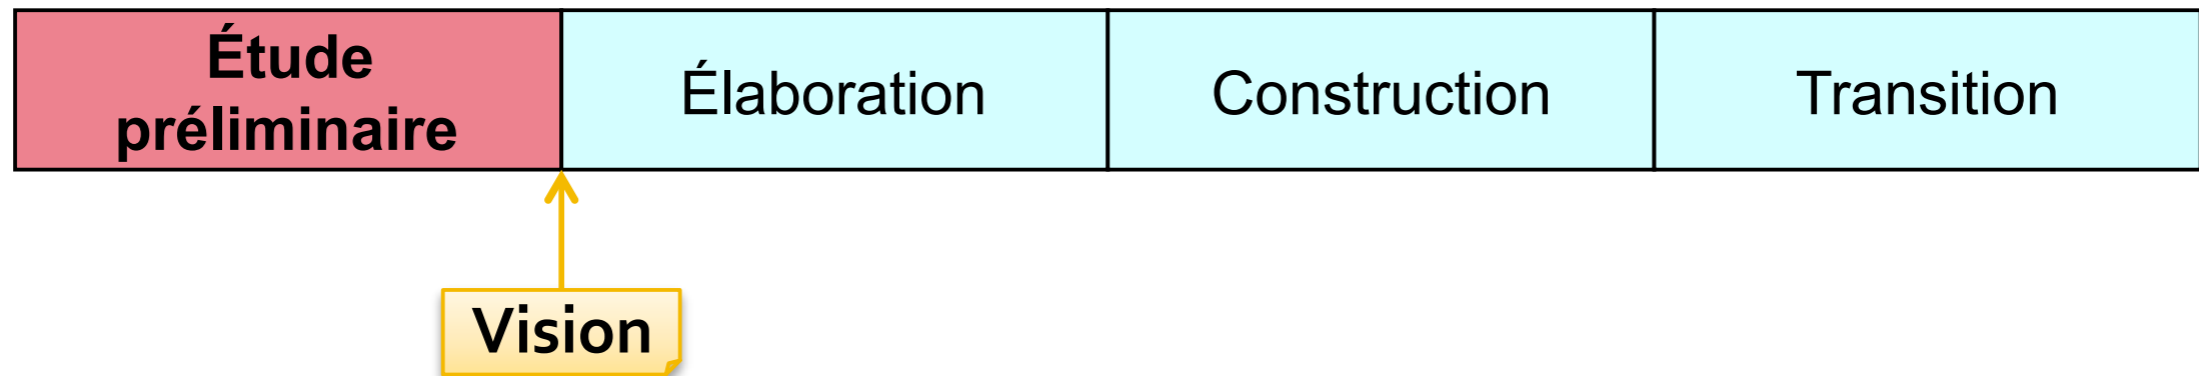 Étude
préliminaire
Élaboration
Construction
Transition
Vision